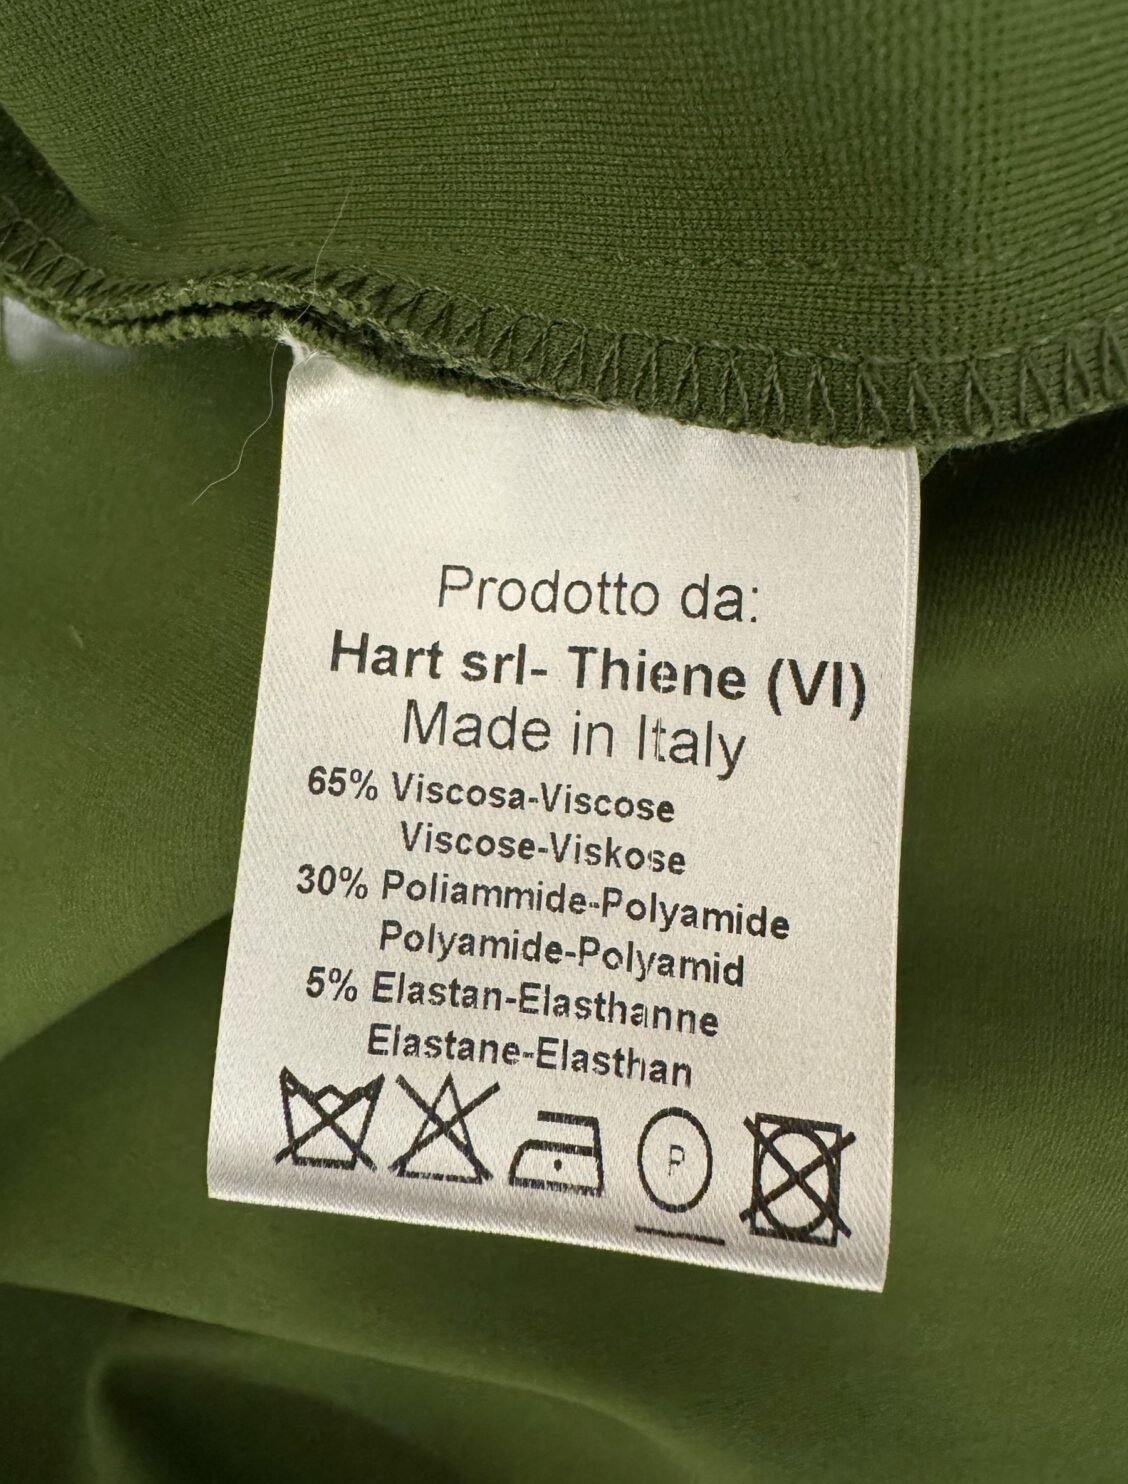 Prodotto da:
Hart srl- Thiene (VI)
Made in Italy
65% Viscosa-Viscose
Viscose-Viskose
30% Poliammide-Polyamide
Polyamide-Polyamid
5% Elastan-Elasthanne
Elastane-Elasthan
P